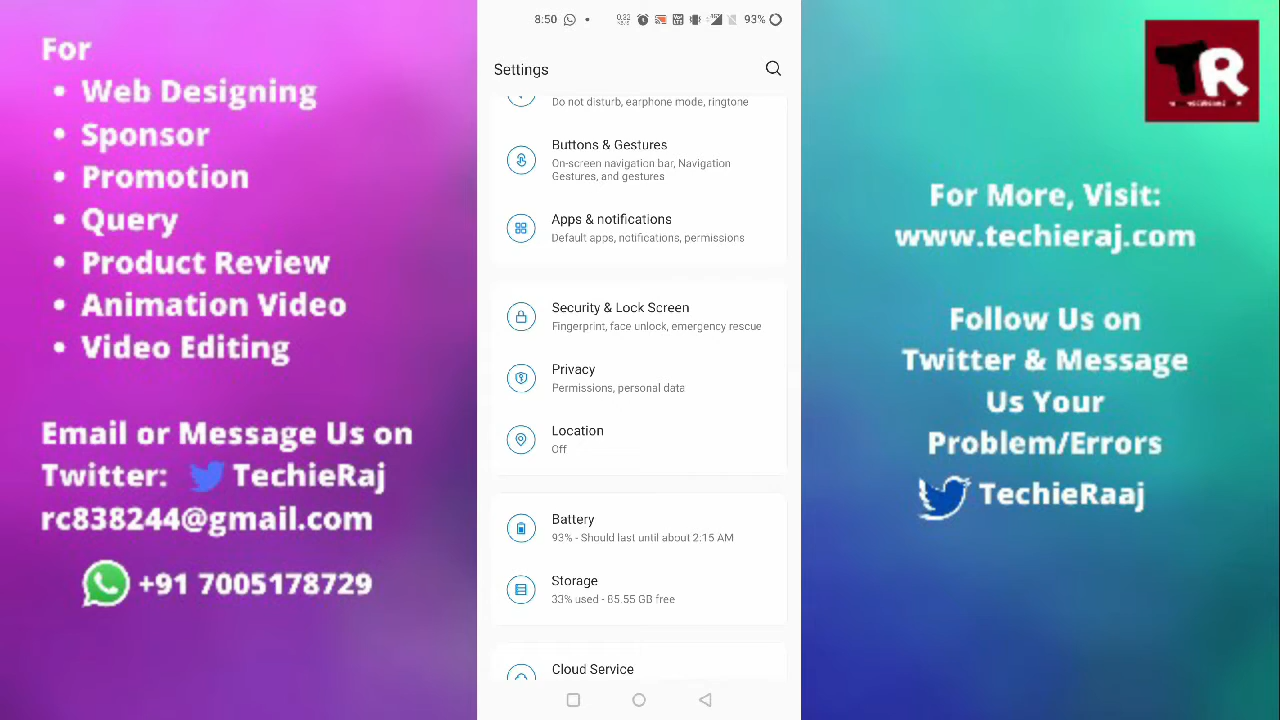 For
• Web Designing
• Sponsor
• Promotion
• Query
• Product Review
• Animation Video
• Video Editing
Email or Message Us on
Twitter: TechieRaj
rc838244@gmail.com
+91 7005178729
8:50
93%
Settings
Do not disturb, earphone mode, ringtone
Buttons & Gestures
On-screen navigation bar, Navigation
Gestures, and gestures
Apps & notifications
Default apps, notifications, permissions
Security & Lock Screen
Fingerprint, face unlock, emergency rescue
Privacy
Permissions, personal data
Location
Off
Battery
93% - Should last until about 2:15 AM
Storage
33% used - 65.55 GB free
Cloud Service
TR
For More, Visit:
www.techieraj.com
Follow Us on
Twitter & Message
Us Your
Problem/Errors
TechieRaaj